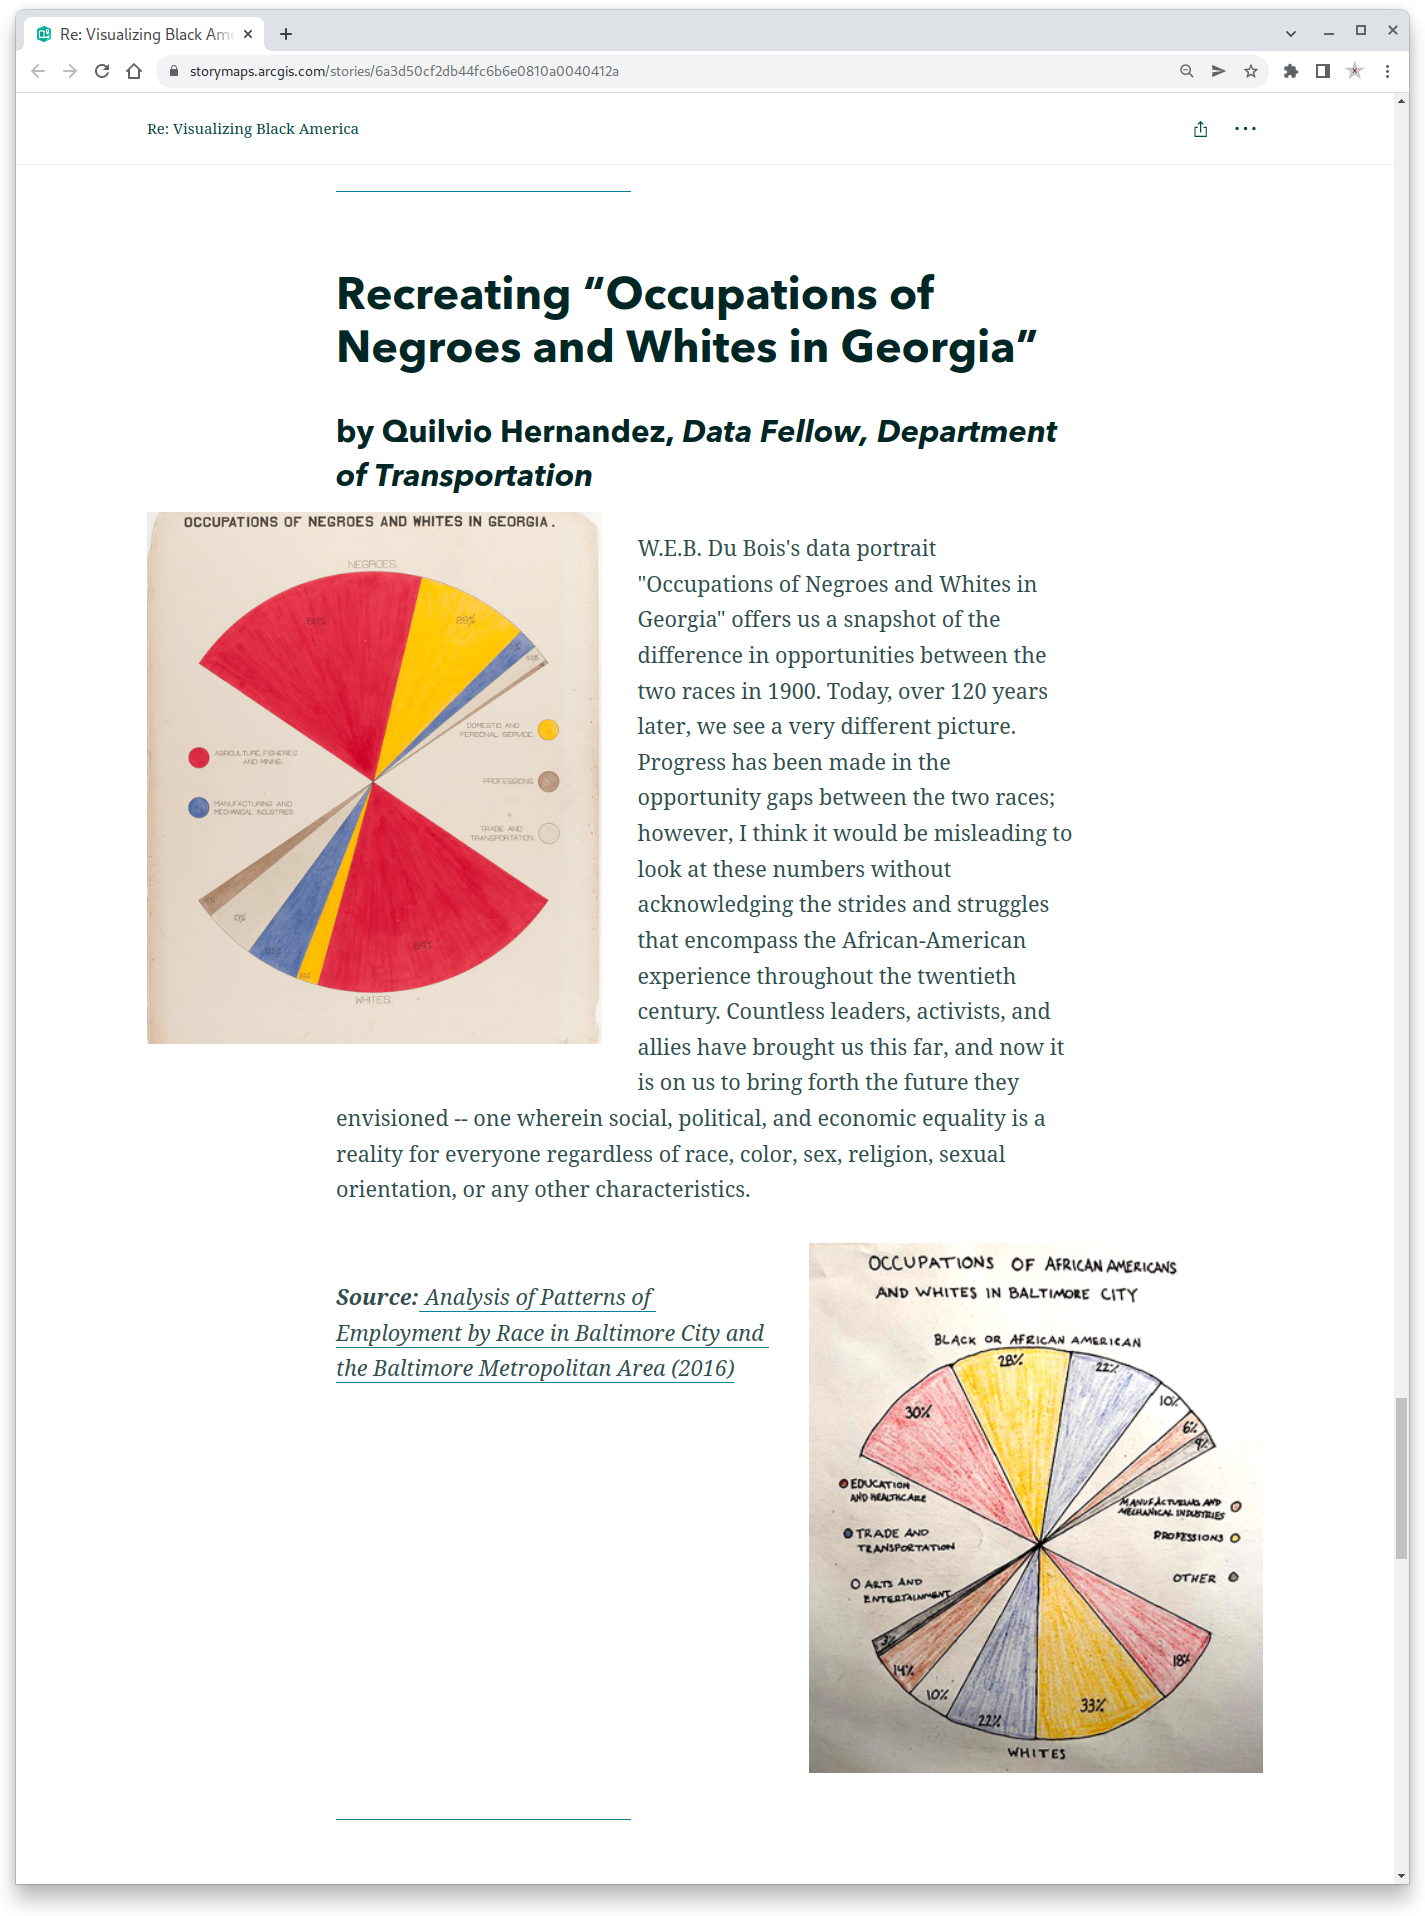 Re: Visualizing Black Ame
storymaps.arcgis.com/stories/6a3d50cf2db44fc6b6e0810a0040412a
Re: Visualizing Black America
Recreating “Occupations of
Negroes and Whites in Georgia”
by Quilvio Hernandez, Data Fellow, Department
of Transportation
OCCUPATIONS OF NEGROES AND WHITES IN GEORGIA.
NEGROES.
62%
28%
4.5%
DOMESTIC AND
PERSONAL SERVICE.
AGRICULTURE, FISHERIES
AND MINING.
PROFESSIONS.
MANUFACTURING AND
MECHANICAL INDUSTRIES.
TRADE AND
TRANSPORTATION.
13%
64%
WHITES.
W.E.B. Du Bois's data portrait
"Occupations of Negroes and Whites in
Georgia" offers us a snapshot of the
difference in opportunities between the
two races in 1900. Today, over 120 years
later, we see a very different picture.
Progress has been made in the
opportunity gaps between the two races;
however, I think it would be misleading to
look at these numbers without
acknowledging the strides and struggles
that encompass the African-American
experience throughout the twentieth
century. Countless leaders, activists, and
allies have brought us this far, and now it
is on us to bring forth the future they
envisioned -- one wherein social, political, and economic equality is a
reality for everyone regardless of race, color, sex, religion, sexual
orientation, or any other characteristics.
Source: Analysis of Patterns of
Employment by Race in Baltimore City and
the Baltimore Metropolitan Area (2016)
OCCUPATIONS OF AFRICAN AMERICANS
AND WHITES IN BALTIMORE CITY
BLACK OR AFRICAN AMERICAN
28%
22%
10%
30%
6%
9%
EDUCATION
AND HEALTHCARE
MANUFACTURING AND
MECHANICAL INDUSTRIES
TRADE AND
TRANSPORTATION
PROFESSIONS
ARTS AND
ENTERTAINMENT
OTHER
3%
14%
10%
22%
33%
18%
WHITES